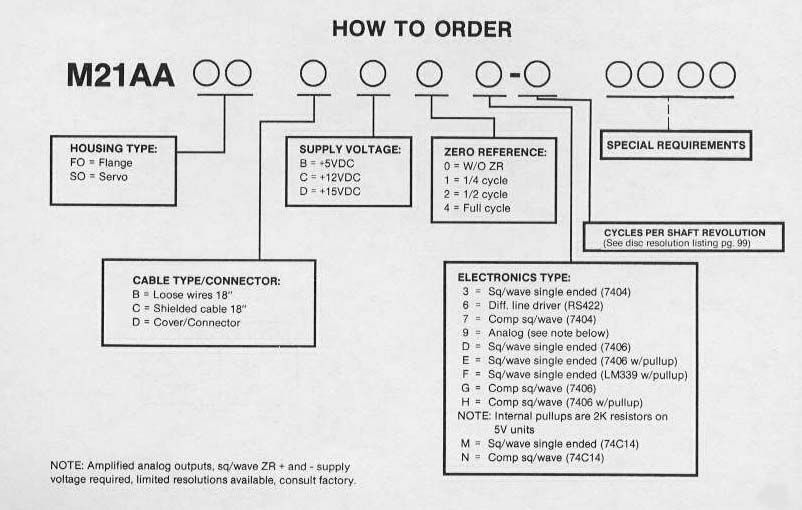 HOW TO ORDER
M21AA
HOUSING TYPE:
FO = Flange
SO = Servo
SUPPLY VOLTAGE:
B = +5VDC
C = +12VDC
D = +15VDC
ZERO REFERENCE:
0 = W/O ZR
1 = 1/4 cycle
2 = 1/2 cycle
4 = Full cycle
SPECIAL REQUIREMENTS
CYCLES PER SHAFT REVOLUTION
(See disc resolution listing pg. 99)
CABLE TYPE/CONNECTOR:
B = Loose wires 18"
C = Shielded cable 18"
D = Cover/Connector
ELECTRONICS TYPE:
3 = Sq/wave single ended (7404)
6 = Diff. line driver (RS422)
7 = Comp sq/wave (7404)
9 = Analog (see note below)
D = Sq/wave single ended (7406)
E = Sq/wave single ended (7406 w/pullup)
F = Sq/wave single ended (LM339 w/pullup)
G = Comp sq/wave (7406)
H = Comp sq/wave (7406 w/pullup)
NOTE: Internal pullups are 2K resistors on
5V units
M = Sq/wave single ended (74C14)
N = Comp sq/wave (74C14)
NOTE: Amplified analog outputs, sq/wave ZR + and - supply
voltage required, limited resolutions available, consult factory.